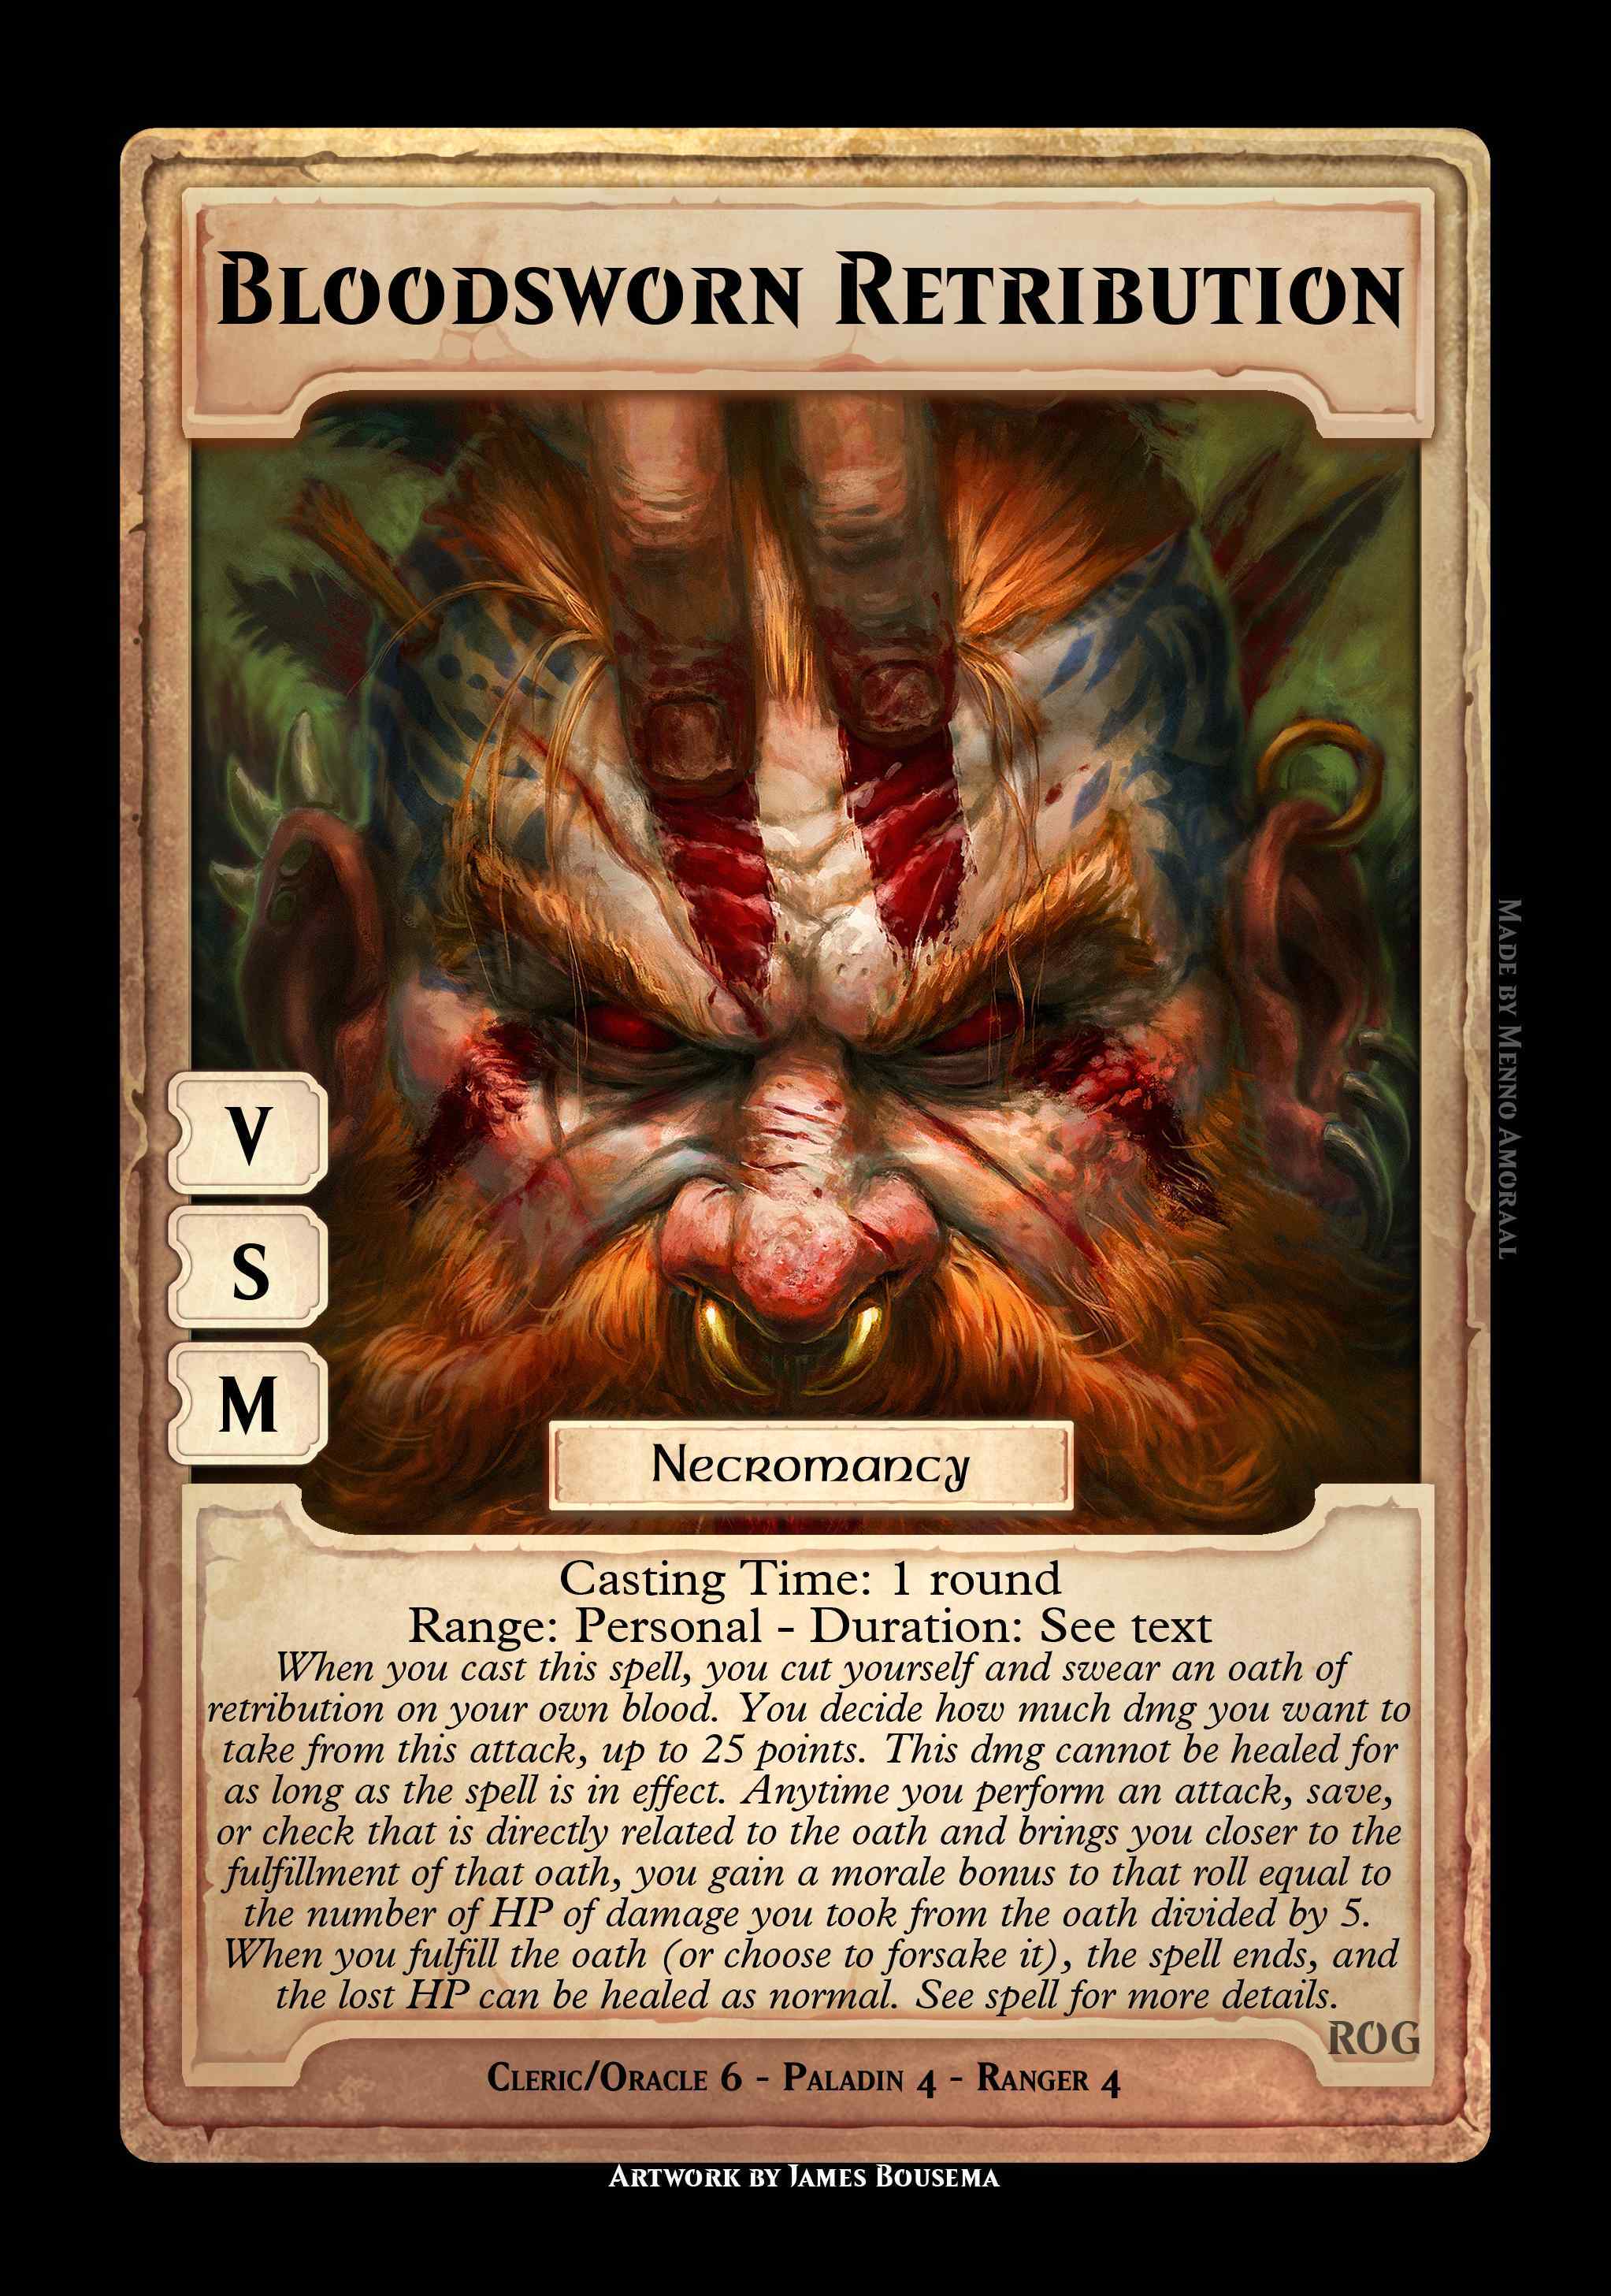 Bloodsworn Retribution
Made by Menno Amoraal
V
S
M
Necromancy
Casting Time: 1 round
Range: Personal - Duration: See text
When you cast this spell, you cut yourself and swear an oath of
retribution on your own blood. You decide how much dmg you want to
take from this attack, up to 25 points. This dmg cannot be healed for
as long as the spell is in effect. Anytime you perform an attack, save,
or check that is directly related to the oath and brings you closer to the
fulfillment of that oath, you gain a morale bonus to that roll equal to
the number of HP of damage you took from the oath divided by 5.
When you fulfill the oath (or choose to forsake it), the spell ends, and
the lost HP can be healed as normal. See spell for more details.
ROG
Cleric/Oracle 6 - Paladin 4 - Ranger 4
Artwork by James Bousema